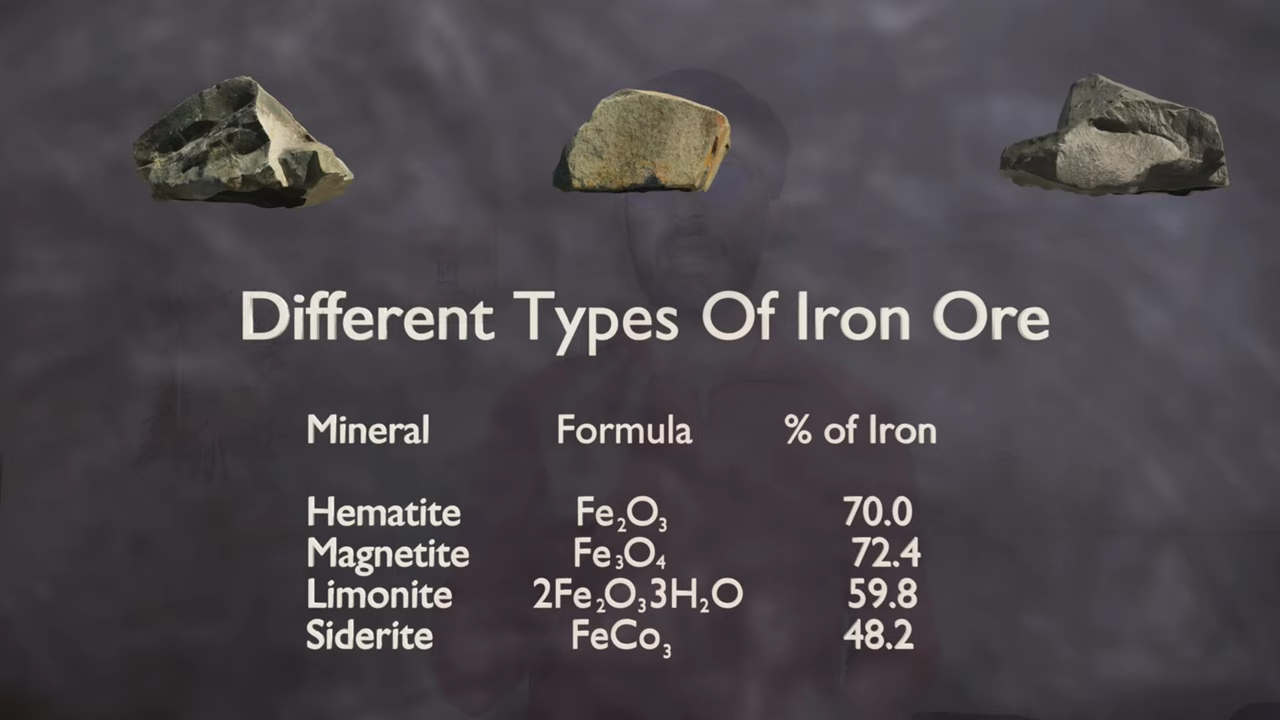 Different Types Of Iron Ore
Mineral Formula % of Iron
Hematite Fe₂O₃ 70.0
Magnetite Fe₃O₄ 72.4
Limonite 2Fe₂O₃3H₂O 59.8
Siderite FeCo₃ 48.2